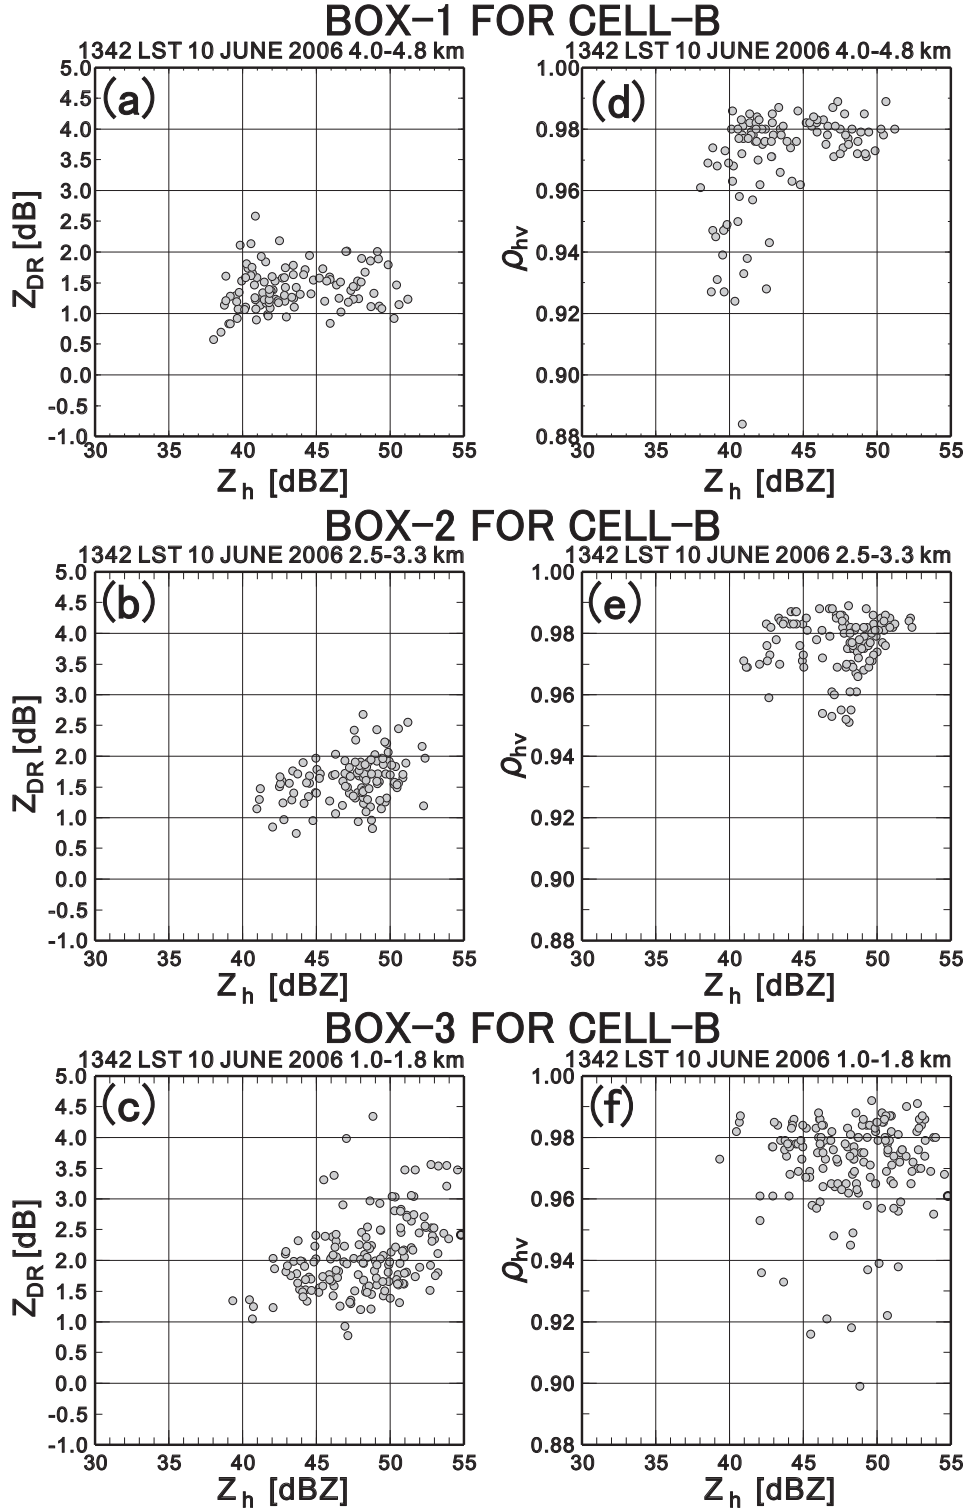 BOX-1 FOR CELL-B
1342 LST 10 JUNE 2006 4.0-4.8 km
1342 LST 10 JUNE 2006 4.0-4.8 km
(a)
5.0
4.5
4.0
3.5
3.0
2.5
2.0
1.5
1.0
0.5
0.0
-0.5
-1.0
Z_DR [dB]
30 35 40 45 50 55
Z_h [dBZ]
(d)
1.00
0.98
0.96
0.94
0.92
0.90
0.88
ρ_hv
30 35 40 45 50 55
Z_h [dBZ]
BOX-2 FOR CELL-B
1342 LST 10 JUNE 2006 2.5-3.3 km
1342 LST 10 JUNE 2006 2.5-3.3 km
(b)
5.0
4.5
4.0
3.5
3.0
2.5
2.0
1.5
1.0
0.5
0.0
-0.5
-1.0
Z_DR [dB]
30 35 40 45 50 55
Z_h [dBZ]
(e)
1.00
0.98
0.96
0.94
0.92
0.90
0.88
ρ_hv
30 35 40 45 50 55
Z_h [dBZ]
BOX-3 FOR CELL-B
1342 LST 10 JUNE 2006 1.0-1.8 km
1342 LST 10 JUNE 2006 1.0-1.8 km
(c)
5.0
4.5
4.0
3.5
3.0
2.5
2.0
1.5
1.0
0.5
0.0
-0.5
-1.0
Z_DR [dB]
30 35 40 45 50 55
Z_h [dBZ]
(f)
1.00
0.98
0.96
0.94
0.92
0.90
0.88
ρ_hv
30 35 40 45 50 55
Z_h [dBZ]